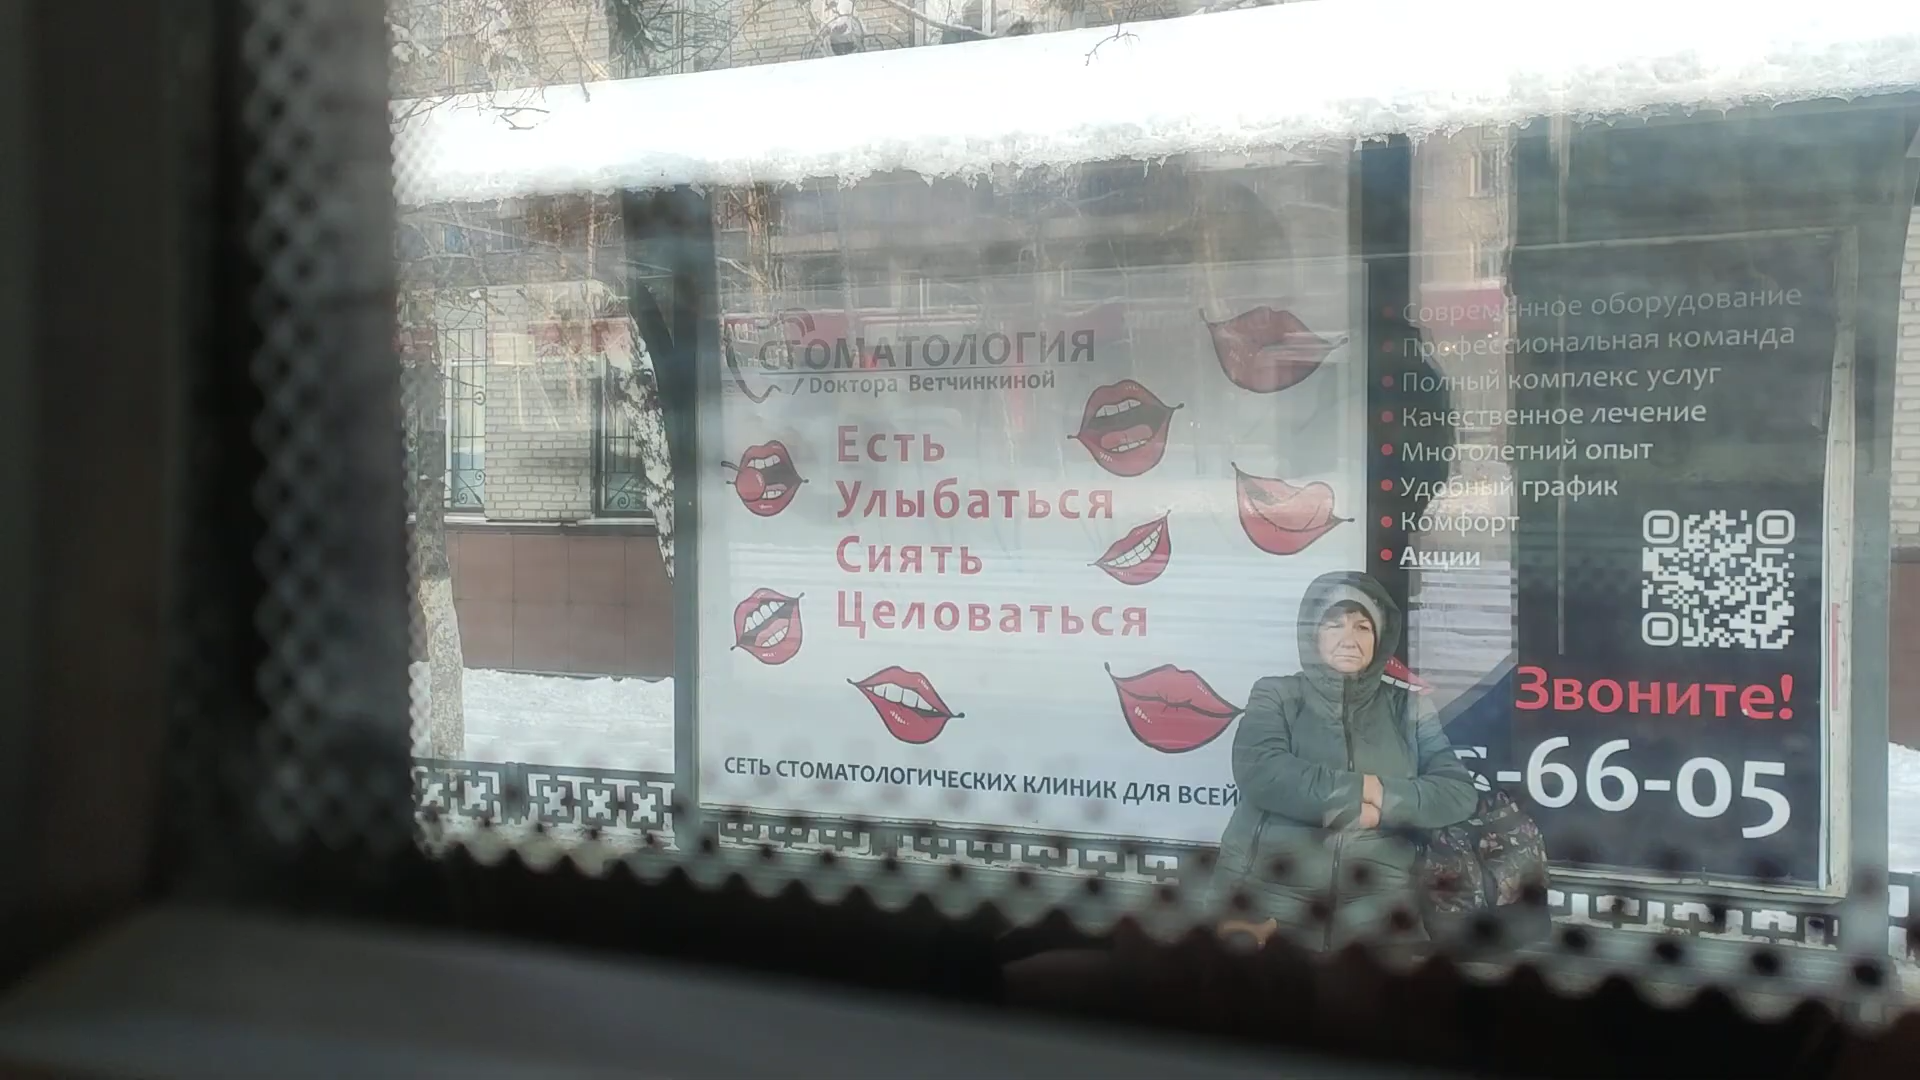 СТОМАТОЛОГИЯ
Dоктора Ветчинкиной
Есть
Улыбаться
Сиять
Целоваться
СЕТЬ СТОМАТОЛОГИЧЕСКИХ КЛИНИК ДЛЯ ВСЕЙ
Современное оборудование
Профессиональная команда
Полный комплекс услуг
Качественное лечение
Многолетний опыт
Удобный график
Комфорт
Акции
Звоните!
-66-05